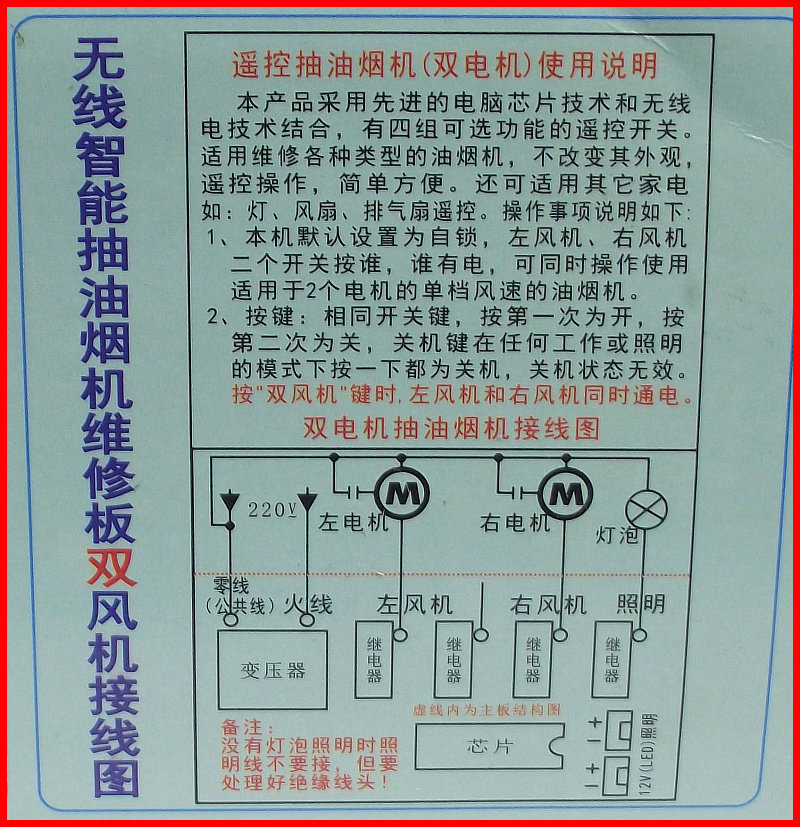 无线智能抽油烟机维修板双风机接线图
遥控抽油烟机(双电机)使用说明
本产品采用先进的电脑芯片技术和无线
电技术结合，有四组可选功能的遥控开关。
适用维修各种类型的油烟机，不改变其外观，
遥控操作，简单方便。还可适用其它家电
如：灯、风扇、排气扇遥控。操作事项说明如下：
1、本机默认设置为自锁，左风机、右风机
二个开关按谁，谁有电，可同时操作使用
适用于2个电机的单档风速的油烟机。
2、按键：相同开关键，按第一次为开，按
第二次为关，关机键在任何工作或照明
的模式下按一下都为关机，关机状态无效。
按"双风机"键时,左风机和右风机同时通电。
双电机抽油烟机接线图
M
M
220V
左电机
右电机
灯泡
零线
(公共线)
火线
左风机
右风机
照明
变压器
继电器
继电器
继电器
继电器
虚线内为主板结构图
芯片
+
-
+
-
12V(LED)照明
备注：
没有灯泡照明时照
明线不要接，但要
处理好绝缘线头！